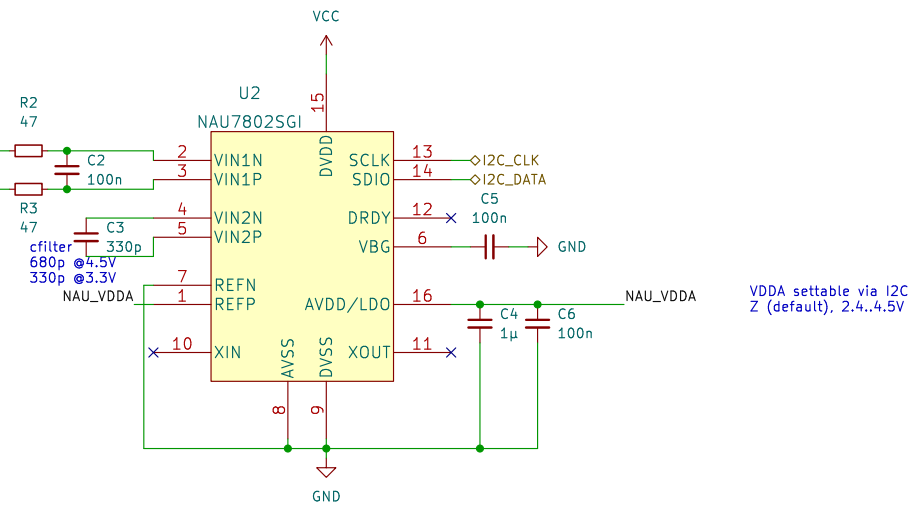 VCC
U2
NAU7802SGI
15
DVDD
R2
47
C2
100n
R3
47
2
VIN1N
3
VIN1P
4
VIN2N
5
VIN2P
7
REFN
1
REFP
10
XIN
C3
330p
cfilter
680p @4.5V
330p @3.3V
NAU_VDDA
SCLK
13
I2C_CLK
SDIO
14
I2C_DATA
DRDY
12
VBG
6
C5
100n
GND
AVDD/LDO
16
NAU_VDDA
XOUT
11
C4
1µ
C6
100n
VDDA settable via I2C
Z (default), 2.4..4.5V
AVSS
8
DVSS
9
GND